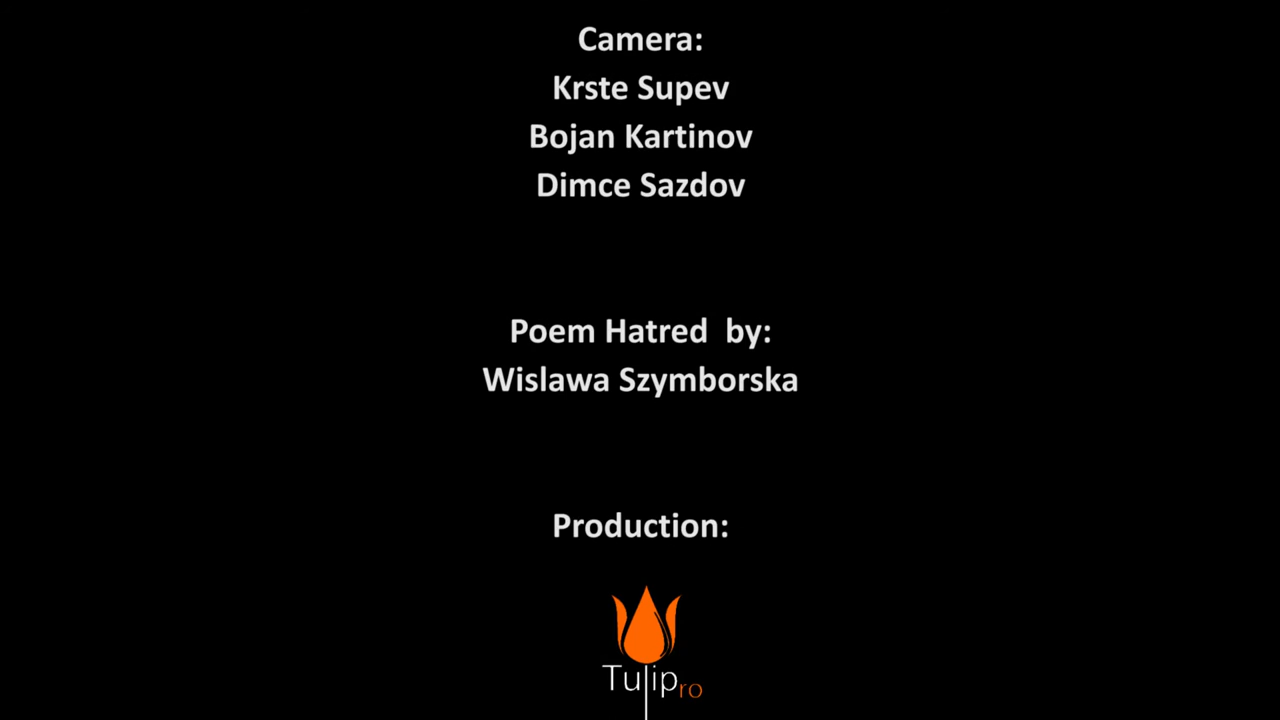 Camera:
Krste Supev
Bojan Kartinov
Dimce Sazdov
Poem Hatred by:
Wislawa Szymborska
Production:
Tulipro